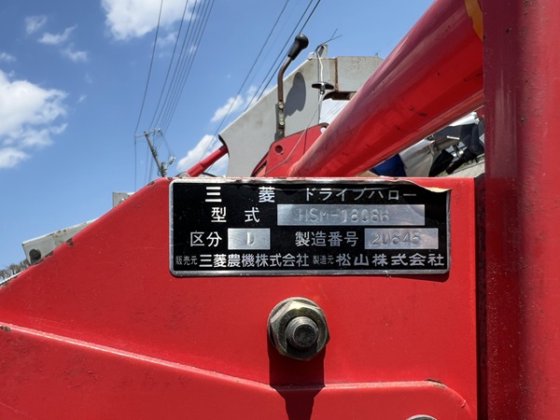 三菱 ドライブハロー
型式 HSM-1808B
区分 D 製造番号 20645
販売元 三菱農機株式会社 製造元 松山株式会社